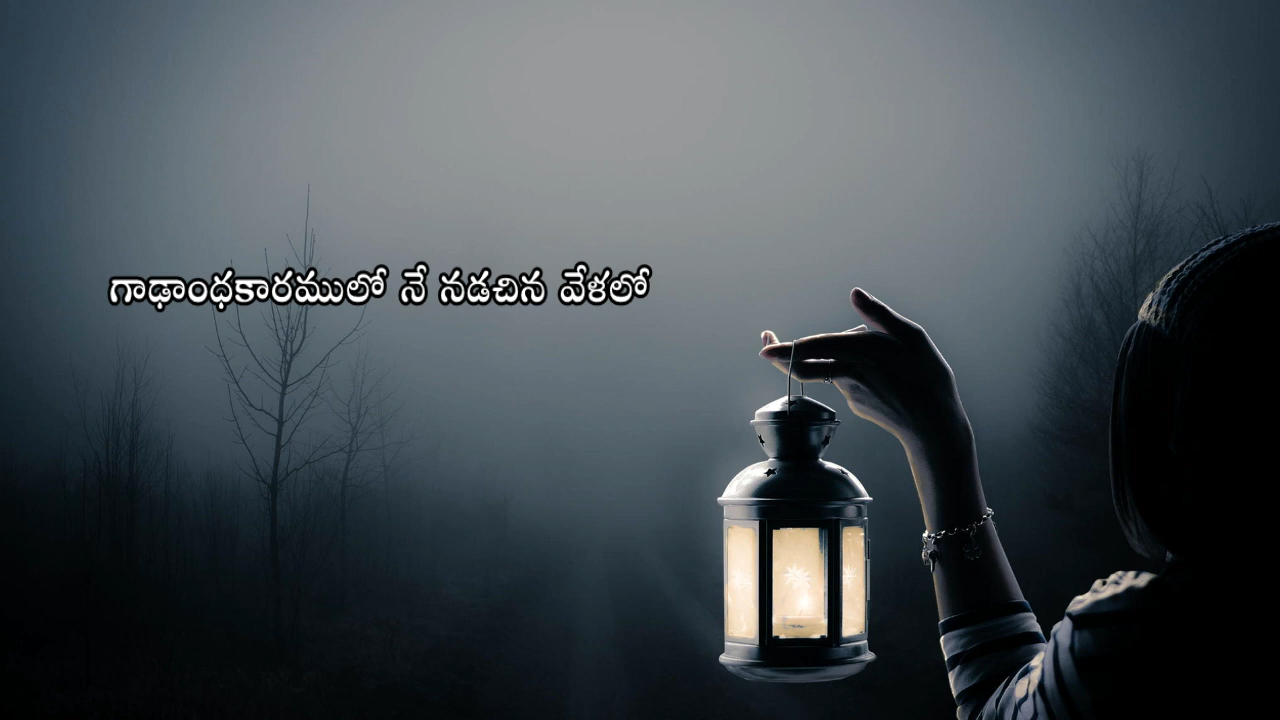 గాఢాంధకారములో నే నడచిన వేళలో